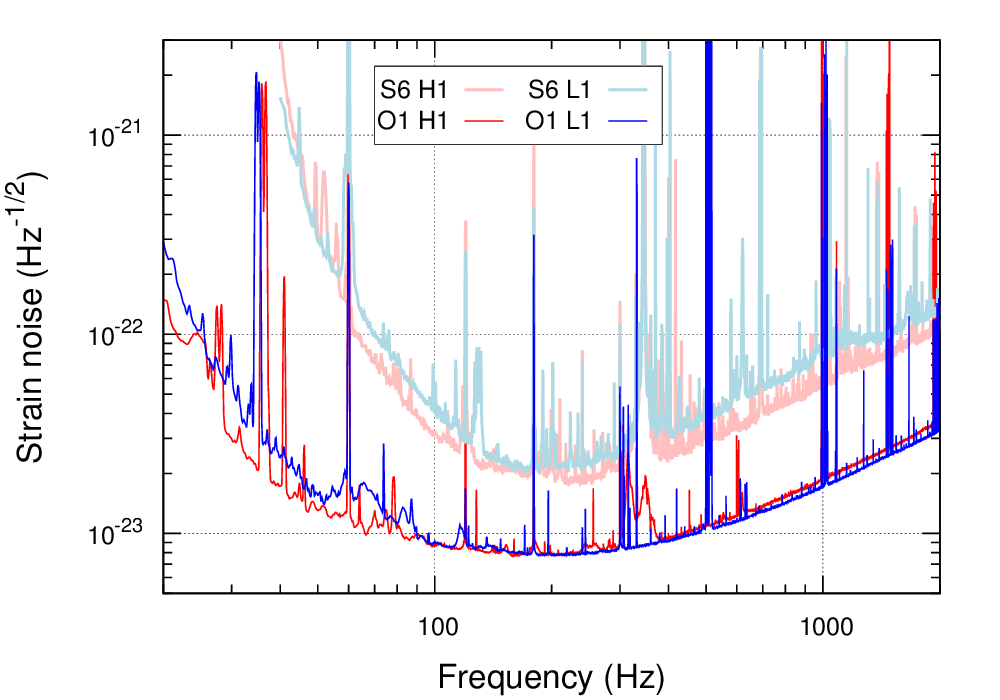 S6 H1 S6 L1
O1 H1 O1 L1
10⁻²¹
10⁻²²
10⁻²³
Strain noise (Hz⁻¹/²)
100 1000
Frequency (Hz)